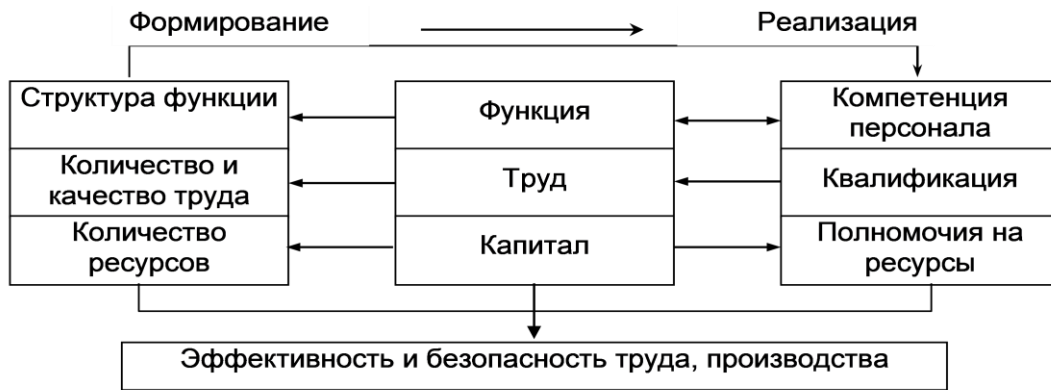 Формирование
Реализация
Структура функции
Функция
Компетенция
персонала
Количество и
качество труда
Труд
Квалификация
Количество
ресурсов
Капитал
Полномочия на
ресурсы
Эффективность и безопасность труда, производства